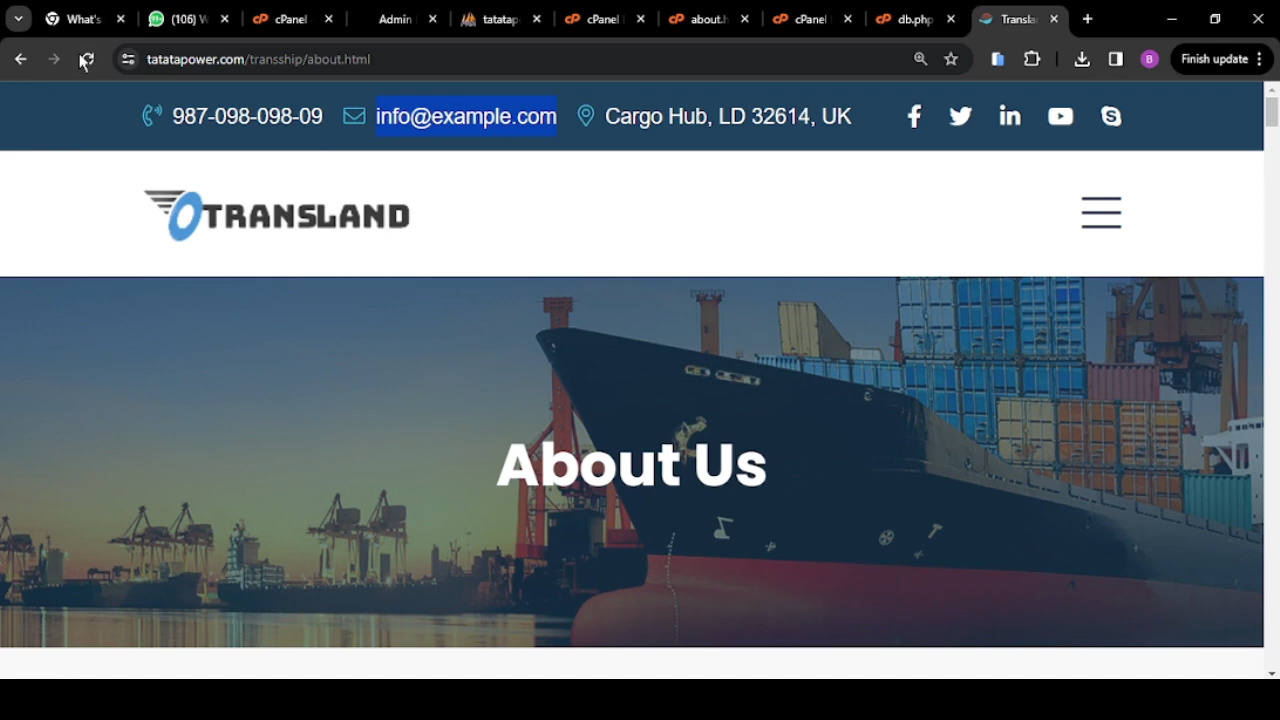 What's
(106) W
cPanel
Admin
tatatap
cPanel
about.h
cPanel
db.php
Transla
tatatapower.com/transship/about.html
B
Finish update
987-098-098-09
info@example.com
Cargo Hub, LD 32614, UK
TRANSLAND
About Us